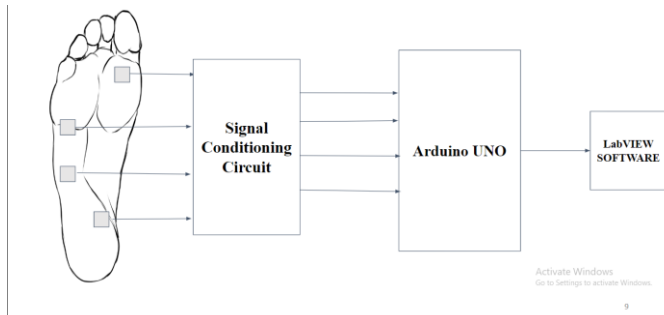 Signal
Conditioning
Circuit
Arduino UNO
LabVIEW
SOFTWARE
Activate Windows
Go to Settings to activate Windows.
9